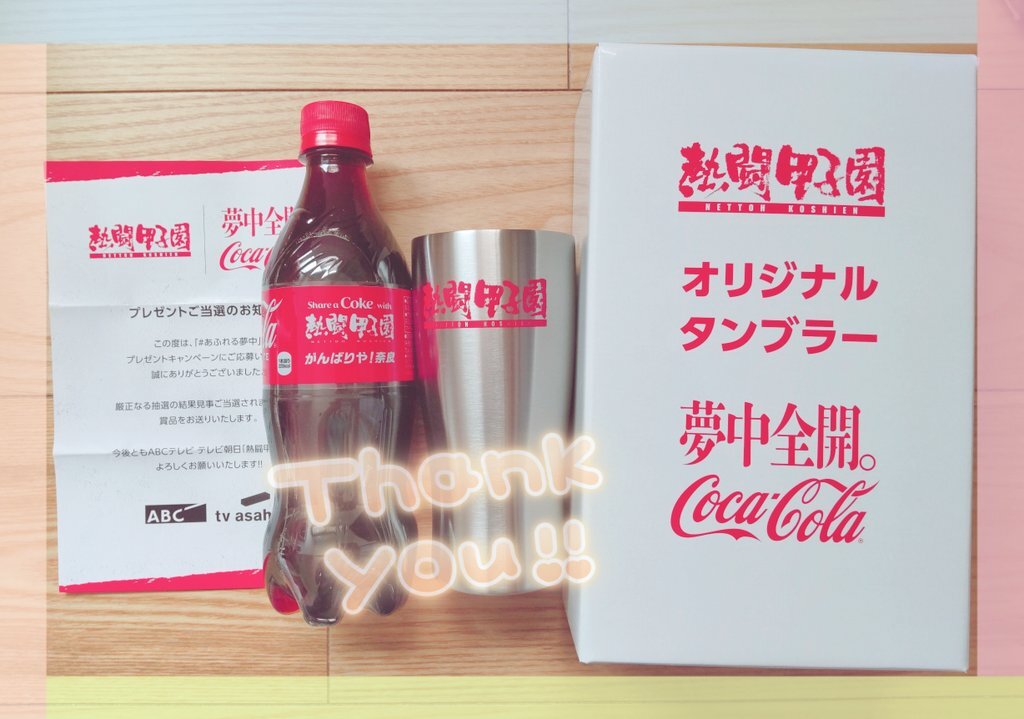 熱闘甲子園
NETTOH KOSHIEN
夢中全開
Coca-C
プレゼントご当選のお知
この度は、「#あふれる夢中」
プレゼントキャンペーンにご応募い
誠にありがとうございました。
厳正なる抽選の結果見事ご当選されま
賞品をお送りいたします。
今後ともABCテレビ テレビ朝日「熱闘甲
よろしくお願いいたします!!
ABC
tv asah
Share a Coke with
熱闘甲子園
がんばりや!奈良
熱闘甲子園
NETTOH KOSHIEN
Thank
you!!
熱闘甲子園
NETTOH KOSHIEN
オリジナル
タンブラー
夢中全開。
Coca-Cola